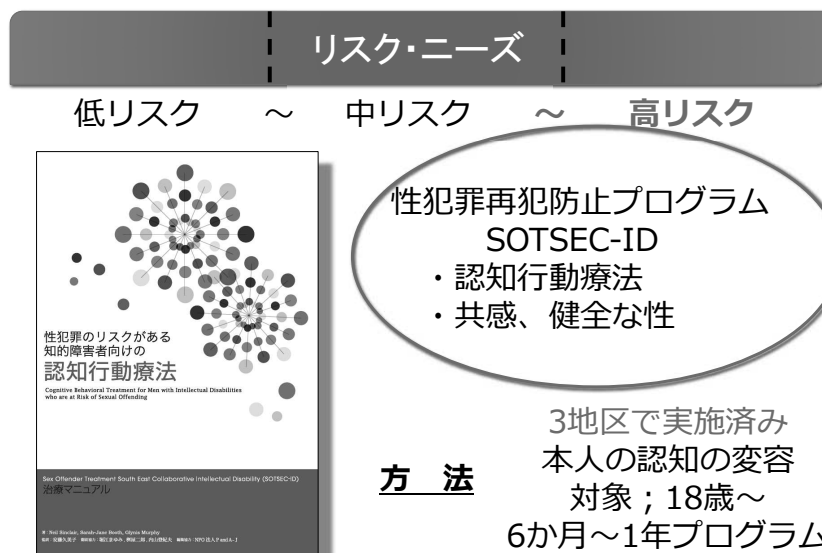 リスク・ニーズ
低リスク ～ 中リスク ～ 高リスク
性犯罪再犯防止プログラム
SOTSEC-ID
・認知行動療法
・共感、健全な性
性犯罪のリスクがある
知的障害者向けの
認知行動療法
Cognitive Behavioral Treatment for Men with Intellectual Disabilities
who are at Risk of Sexual Offending
Sex Offender Treatment South East Collaborative Intellectual Disability (SOTSEC-ID)
治療マニュアル
Neil Sinclair, Sarah-Jane Booth, Glynis Murphy
方 法
3地区で実施済み
本人の認知の変容
対象；18歳～
6か月～1年プログラム